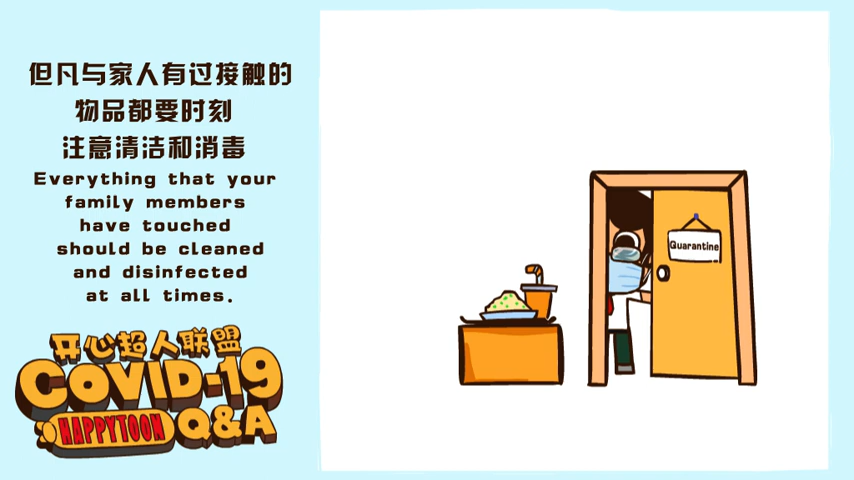 但凡与家人有过接触的
物品都要时刻
注意清洁和消毒
Everything that your
family members
have touched
should be cleaned
and disinfected
at all times.
开心超人联盟
COVID-19
HAPPYTOON Q&A
Quarantine